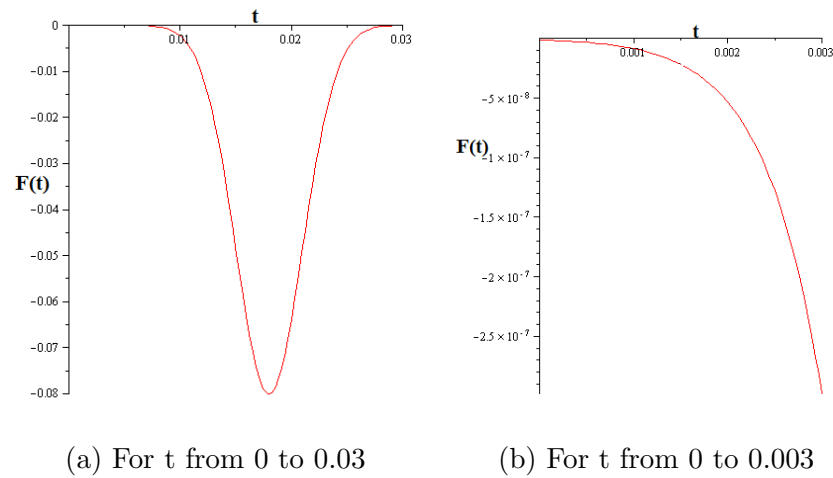 t
0
0.01
0.02
0.03
−0.01
−0.02
−0.03
F(t)
−0.04
−0.05
−0.06
−0.07
−0.08
t
0.001
0.002
0.003
−5 × 10⁻⁸
F(t)
1 × 10⁻⁷
−1.5 × 10⁻⁷
−2 × 10⁻⁷
−2.5 × 10⁻⁷
(a) For t from 0 to 0.03
(b) For t from 0 to 0.003